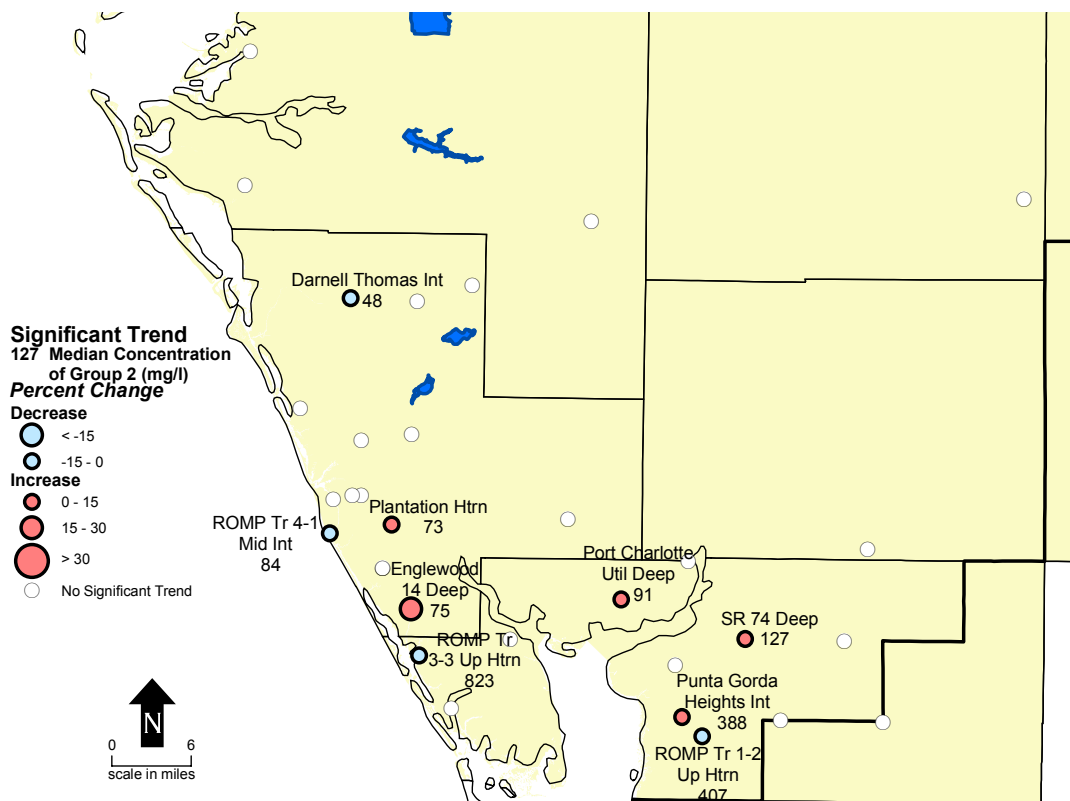 Darnell Thomas Int
48
Significant Trend
127 Median Concentration
of Group 2 (mg/l)
Percent Change
Decrease
< -15
-15 - 0
Increase
0 - 15
15 - 30
> 30
No Significant Trend
ROMP Tr 4-1
Mid Int
84
Plantation Htrn
73
Englewood
14 Deep
75
Port Charlotte
Util Deep
91
ROMP Tr
3-3 Up Htrn
823
SR 74 Deep
127
Punta Gorda
Heights Int
388
ROMP Tr 1-2
Up Htrn
407
N
0 6
scale in miles